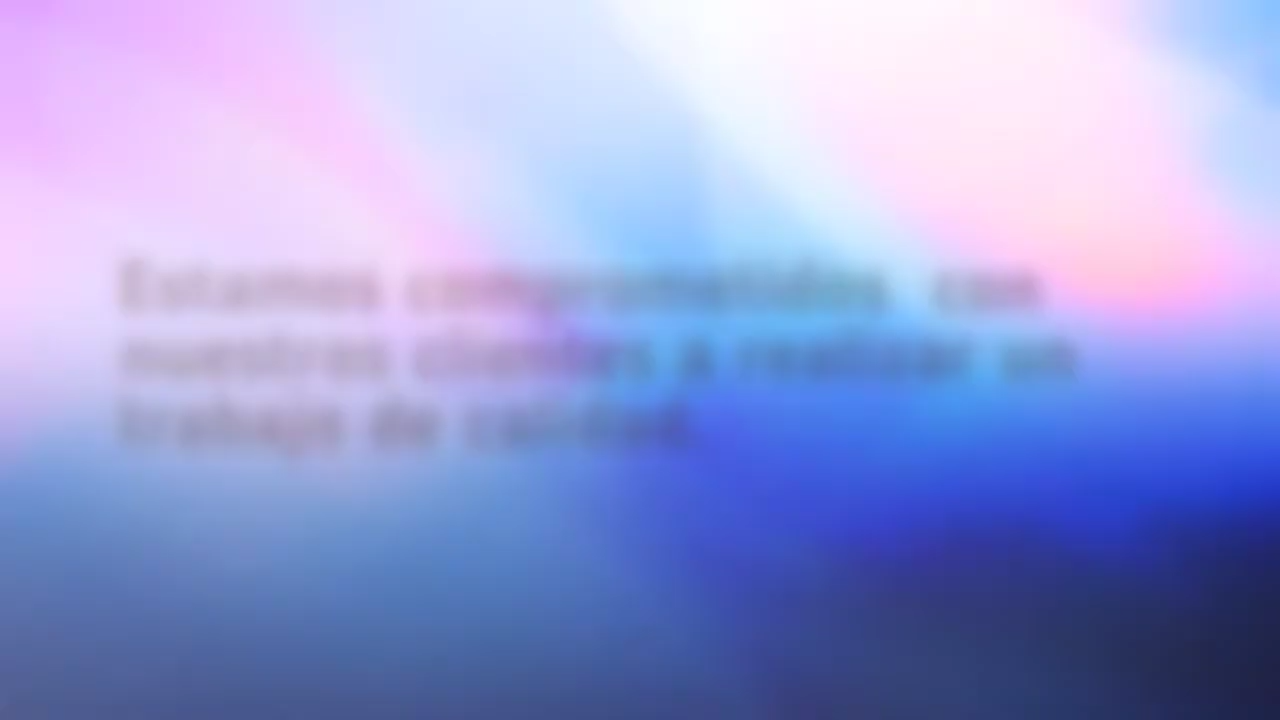 Estamos comprometidos con
nuestros clientes a realizar un
trabajo de calidad.